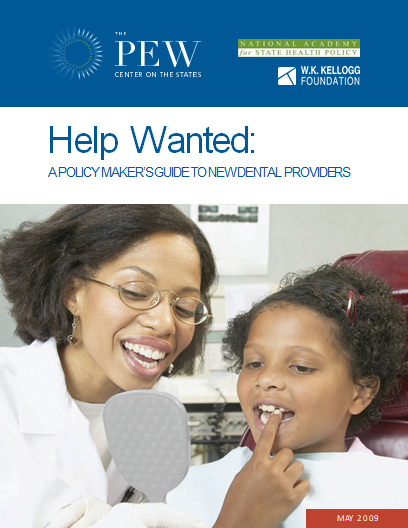 THE
PEW
CENTER ON THE STATES
NATIONAL ACADEMY
for STATE HEALTH POLICY
W.K. KELLOGG
FOUNDATION
Help Wanted:
A POLICY MAKER'S GUIDE TO NEW DENTAL PROVIDERS
MAY 2009